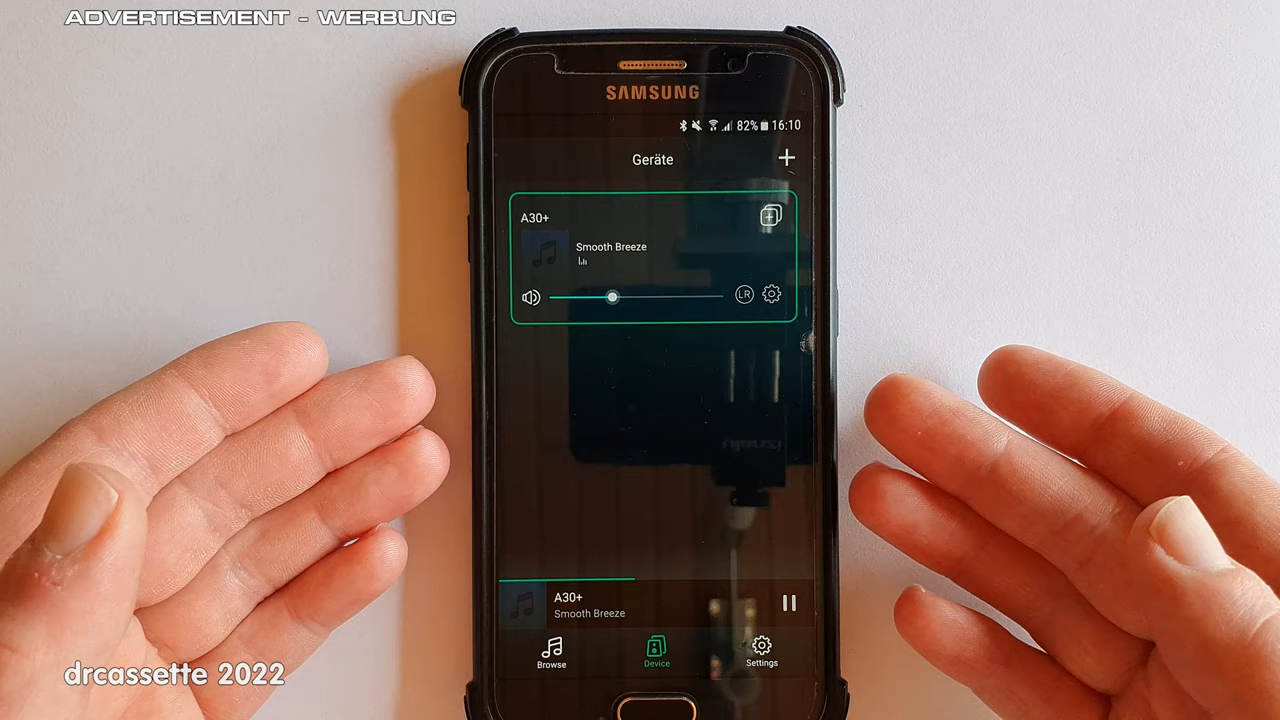 ADVERTISEMENT - WERBUNG
SAMSUNG
82% 16:10
Geräte
A30+
Smooth Breeze
LR
A30+
Smooth Breeze
Browse
Device
Settings
drcassette 2022